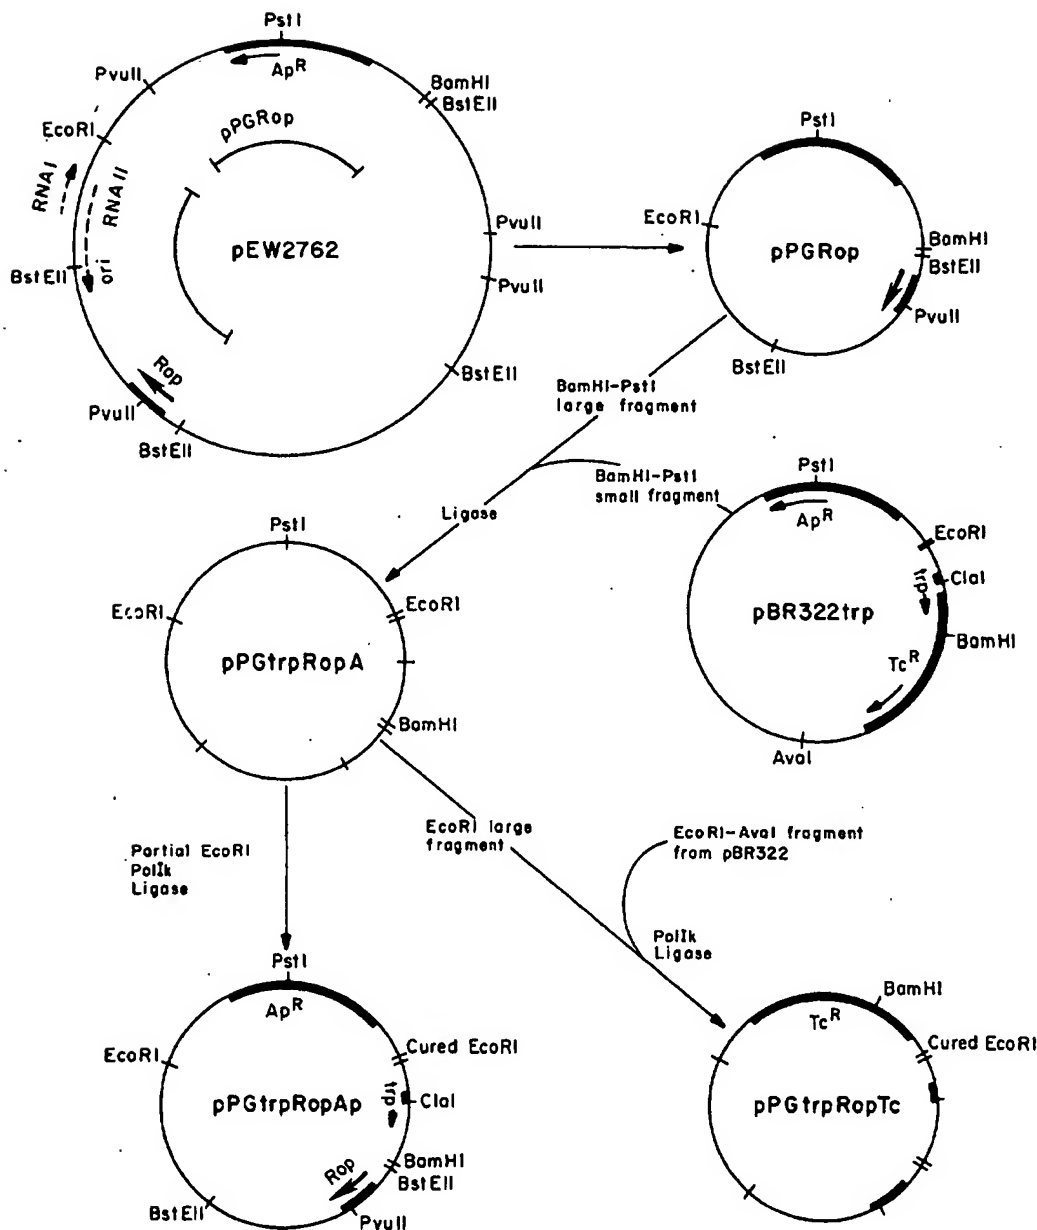 PstI
ApR
PvuII
BamHI
BstEII
EcoRI
pPGRop
RNAI
RNAII
ori
pEW2762
PvuII
PvuII
BstEII
BstEII
Rop
PvuII
BstEII
PstI
EcoRI
pPGRop
BamHI
BstEII
PvuII
BstEII
BamHI-PstI
large fragment
BamHI-PstI
small fragment
Ligase
PstI
ApR
EcoRI
trp
ClaI
pBR322trp
BamHI
TcR
AvaI
PstI
EcoRI
EcoRI
pPGtrpRopA
BamHI
Partial EcoRI
PolIk
Ligase
EcoRI large
fragment
EcoRI-AvaI fragment
from pBR322
PolIk
Ligase
PstI
ApR
EcoRI
Cured EcoRI
trp
ClaI
pPGtrpRopAp
Rop
BamHI
BstEII
BstEII
PvuII
BamHI
TcR
Cured EcoRI
pPGtrpRopTc